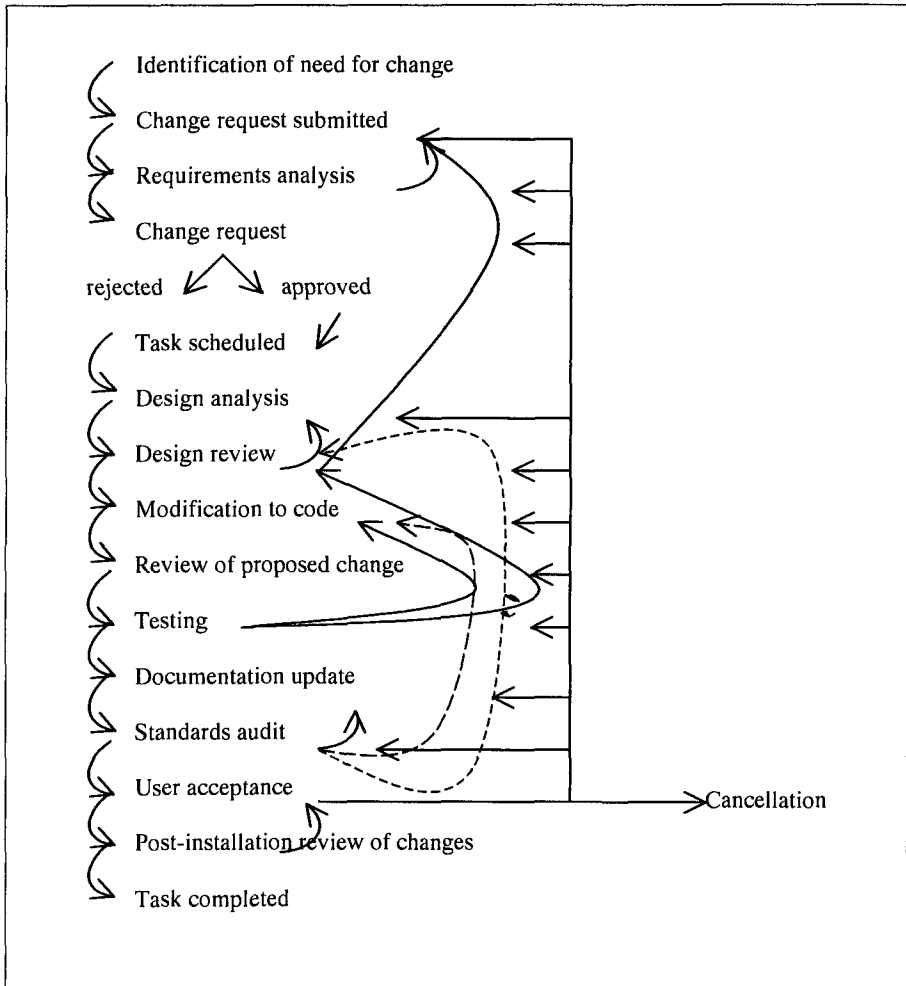 Identification of need for change
Change request submitted
Requirements analysis
Change request
rejected approved
Task scheduled
Design analysis
Design review
Modification to code
Review of proposed change
Testing
Documentation update
Standards audit
User acceptance
Cancellation
Post-installation review of changes
Task completed